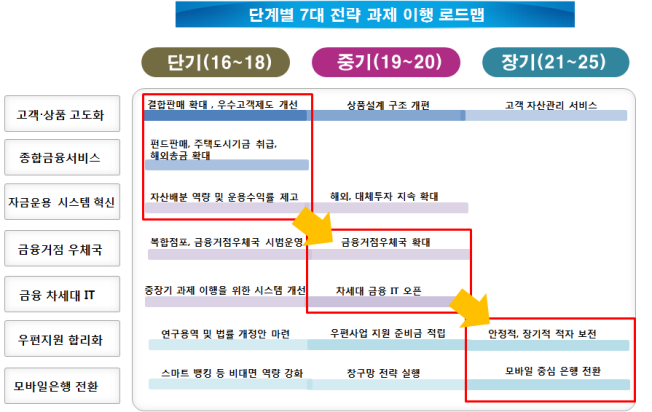 단계별 7대 전략 과제 이행 로드맵
단기(16~18) 중기(19~20) 장기(21~25)
고객·상품 고도화
결합판매 확대 , 우수고객제도 개선 상품설계 구조 개편 고객 자산관리 서비스
종합금융서비스
펀드판매, 주택도시기금 취급,
해외송금 확대
자금운용 시스템 혁신
자산배분 역량 및 운용수익률 제고 해외, 대체투자 지속 확대
금융거점 우체국
복합점포, 금융거점우체국 시범운영 금융거점우체국 확대
금융 차세대 IT
중장기 과제 이행을 위한 시스템 개선 차세대 금융 IT 오픈
우편지원 합리화
연구용역 및 법률 개정안 마련 우편사업 지원 준비금 적립 안정적, 장기적 적자 보전
모바일은행 전환
스마트 뱅킹 등 비대면 역량 강화 창구망 전략 실행 모바일 중심 은행 전환